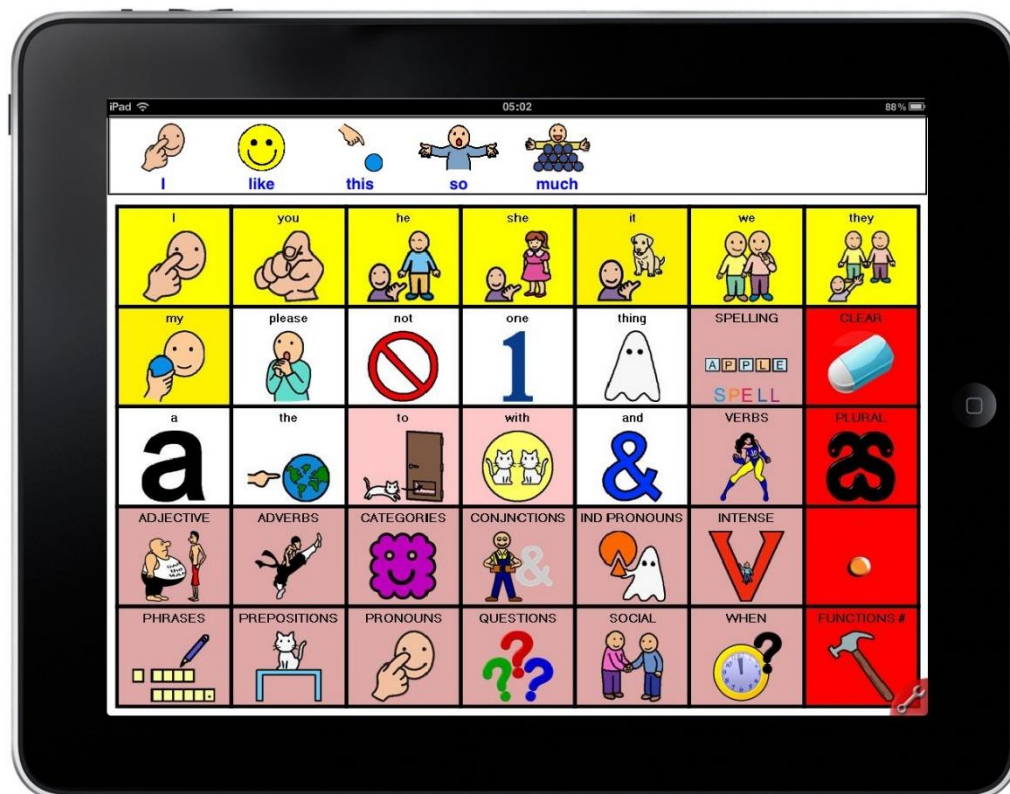 iPad 05:02 88%
I like this so much
I you he she it we they
my please not one thing SPELLING CLEAR
APPLE
SPELL
a the to with and VERBS PLURAL
ADJECTIVE ADVERBS CATEGORIES CONJNCTIONS IND PRONOUNS INTENSE
PHRASES PREPOSITIONS PRONOUNS QUESTIONS SOCIAL WHEN FUNCTIONS #